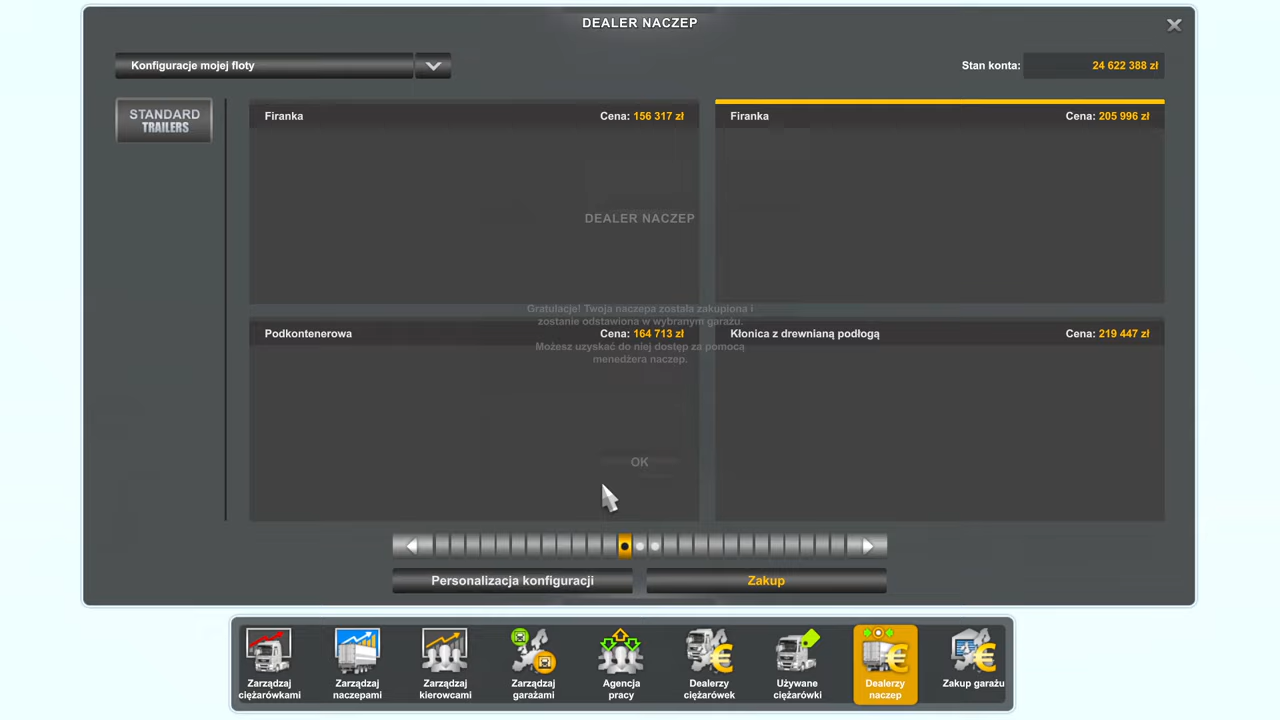 DEALER NACZEP
Konfiguracje mojej floty
Stan konta: 24 622 388 zł
STANDARD
TRAILERS
Firanka Cena: 156 317 zł
Firanka Cena: 205 996 zł
DEALER NACZEP
Gratulacje! Twoja naczepa została zakupiona i
zostanie odstawiona w wybranym garażu.
Podkontenerowa Cena: 164 713 zł
Kłonica z drewnianą podłogą Cena: 219 447 zł
Możesz uzyskać do niej dostęp za pomocą
menedżera naczep.
OK
Personalizacja konfiguracji
Zakup
Zarządzaj
ciężarówkami
Zarządzaj
naczepami
Zarządzaj
kierowcami
Zarządzaj
garażami
Agencja
pracy
Dealerzy
ciężarówek
Używane
ciężarówki
Dealerzy
naczep
Zakup garażu